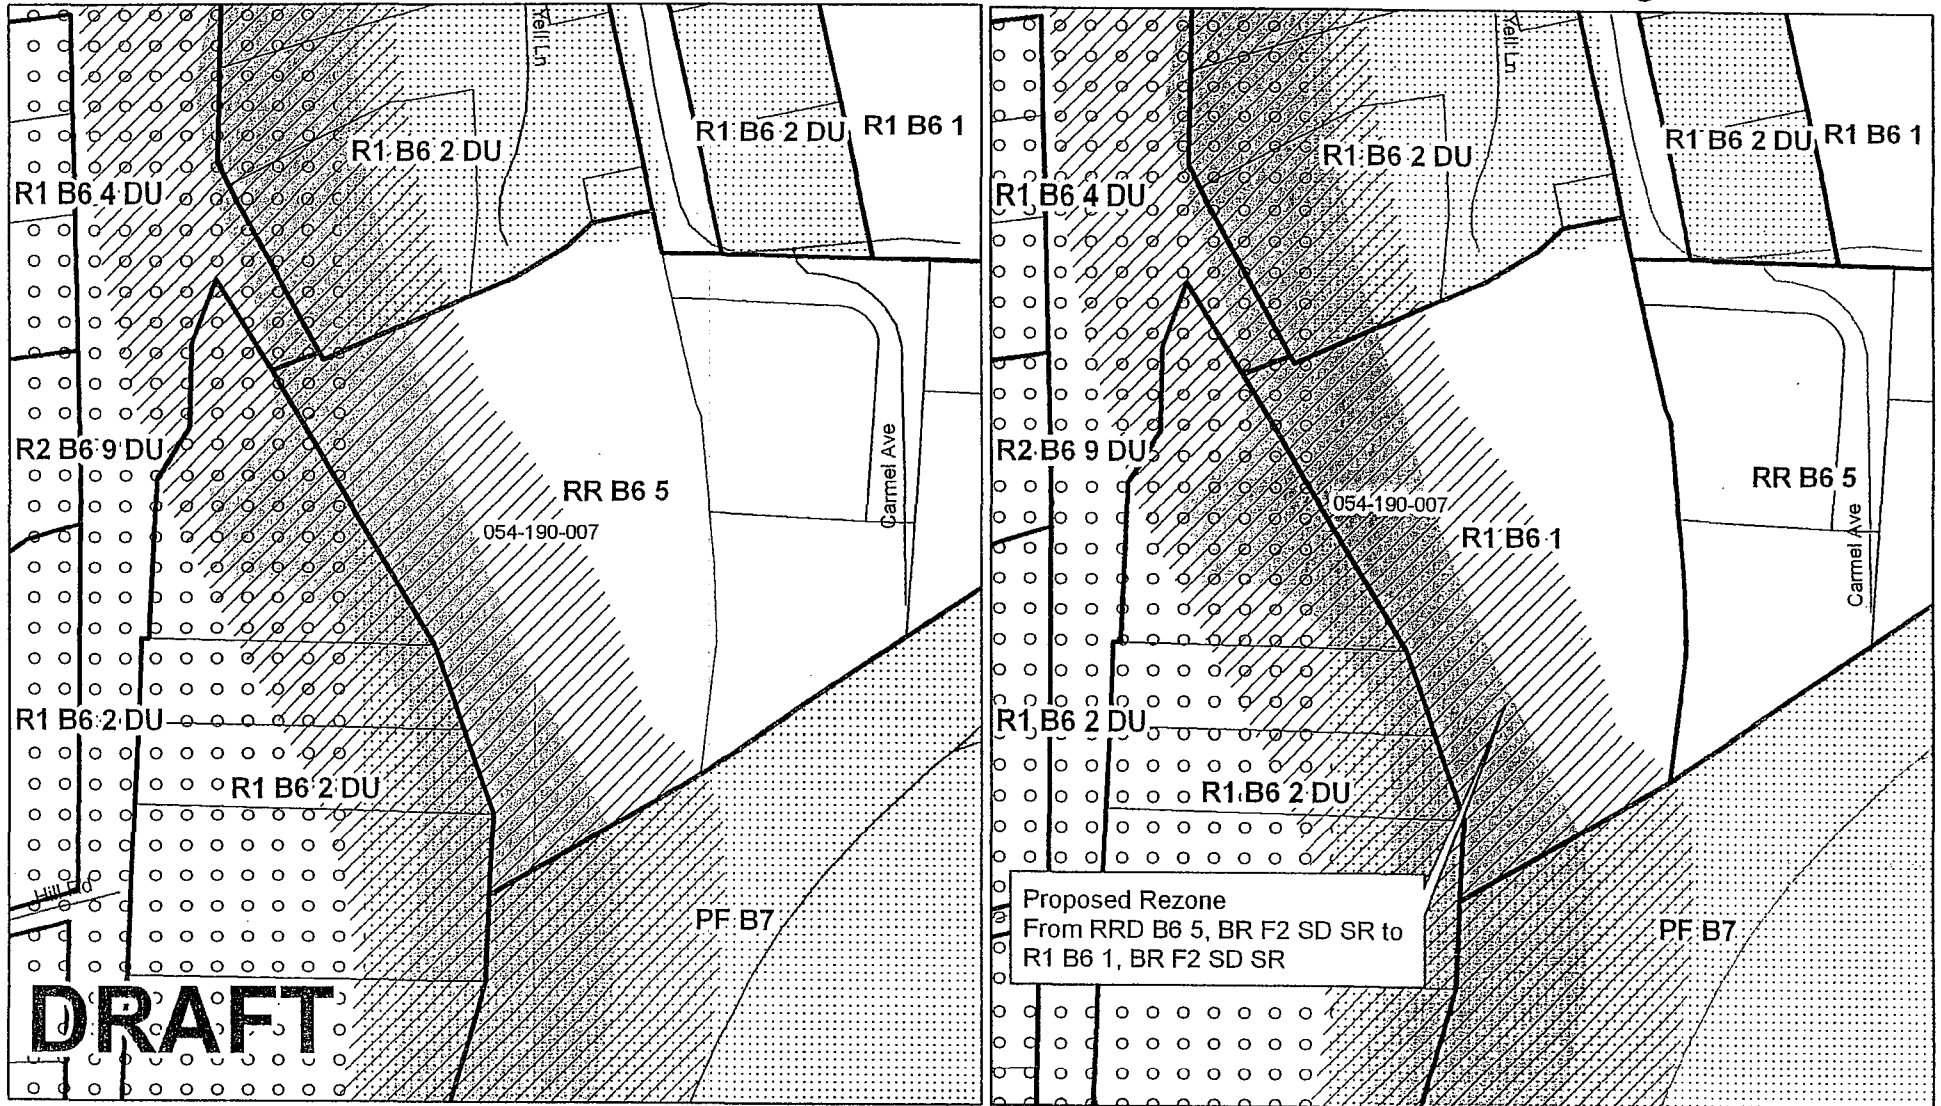 Yell Ln
R1 B6 2 DU
R1 B6 1
R1 B6 2 DU
R1 B6 4 DU
R2 B6 9 DU
RR B6 5
054-190-007
Carmel Ave
R1 B6 2 DU
R1 B6 2 DU
Hill Rd
PF B7
DRAFT
Yell Ln
R1 B6 2 DU
R1 B6 1
R1 B6 2 DU
R1 B6 4 DU
R2 B6 9 DU
RR B6 5
054-190-007
R1 B6 1
Carmel Ave
R1 B6 2 DU
R1 B6 2 DU
Proposed Rezone
From RRD B6 5, BR F2 SD SR to
R1 B6 1, BR F2 SD SR
PF B7